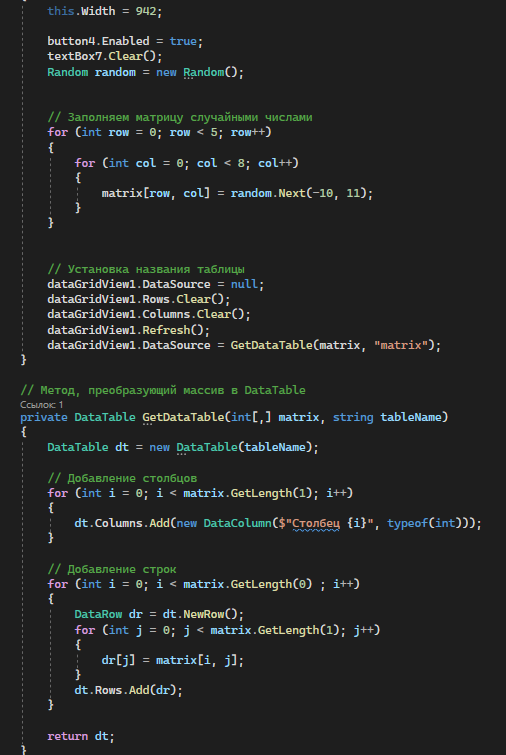 this.Width = 942;
button4.Enabled = true;
textBox7.Clear();
Random random = new Random();
// Заполняем матрицу случайными числами
for (int row = 0; row < 5; row++)
{
for (int col = 0; col < 8; col++)
{
matrix[row, col] = random.Next(-10, 11);
}
}
// Установка названия таблицы
dataGridView1.DataSource = null;
dataGridView1.Rows.Clear();
dataGridView1.Columns.Clear();
dataGridView1.Refresh();
dataGridView1.DataSource = GetDataTable(matrix, "matrix");
}
// Метод, преобразующий массив в DataTable
Ссылок: 1
private DataTable GetDataTable(int[,] matrix, string tableName)
{
DataTable dt = new DataTable(tableName);
// Добавление столбцов
for (int i = 0; i < matrix.GetLength(1); i++)
{
dt.Columns.Add(new DataColumn($"Столбец {i}", typeof(int)));
}
// Добавление строк
for (int i = 0; i < matrix.GetLength(0) ; i++)
{
DataRow dr = dt.NewRow();
for (int j = 0; j < matrix.GetLength(1); j++)
{
dr[j] = matrix[i, j];
}
dt.Rows.Add(dr);
}
return dt;
}